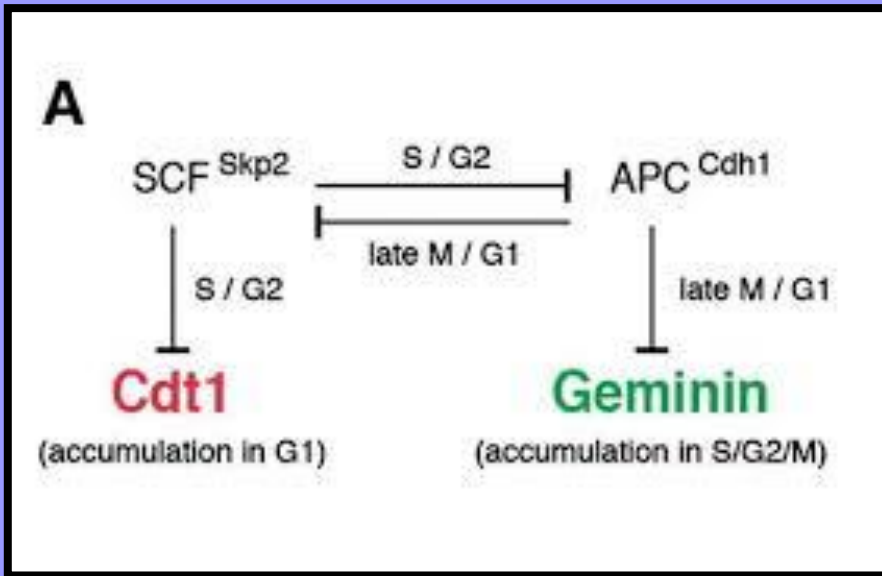 A
SCF Skp2
S / G2
APC Cdh1
late M / G1
S / G2
late M / G1
Cdt1
Geminin
(accumulation in G1)
(accumulation in S/G2/M)